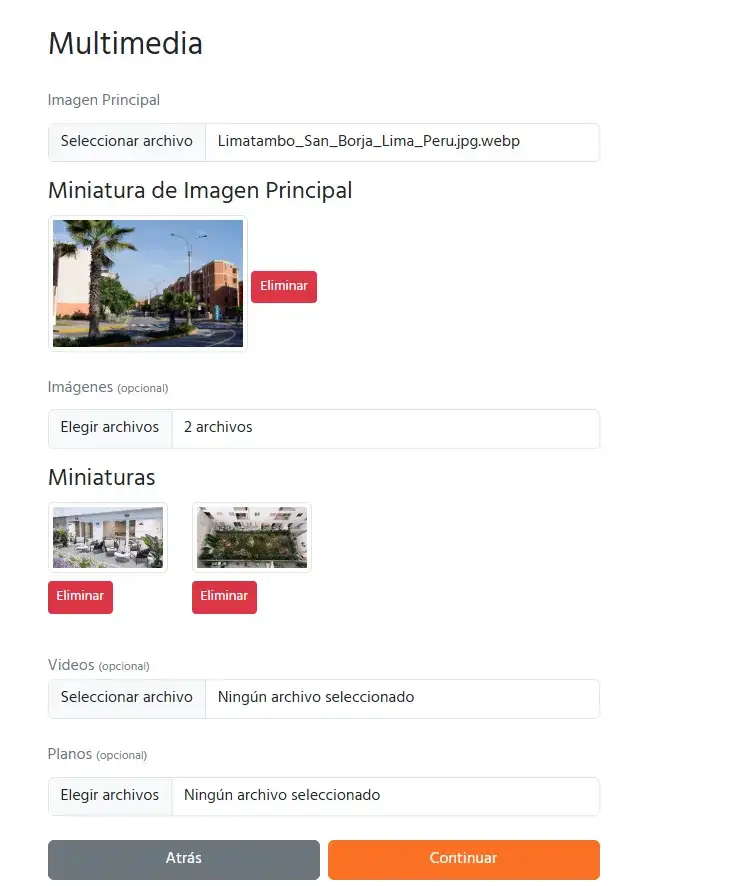 Multimedia
Imagen Principal
Seleccionar archivo Limatambo_San_Borja_Lima_Peru.jpg.webp
Miniatura de Imagen Principal
Eliminar
Imágenes (opcional)
Elegir archivos 2 archivos
Miniaturas
Eliminar Eliminar
Videos (opcional)
Seleccionar archivo Ningún archivo seleccionado
Planos (opcional)
Elegir archivos Ningún archivo seleccionado
Atrás Continuar